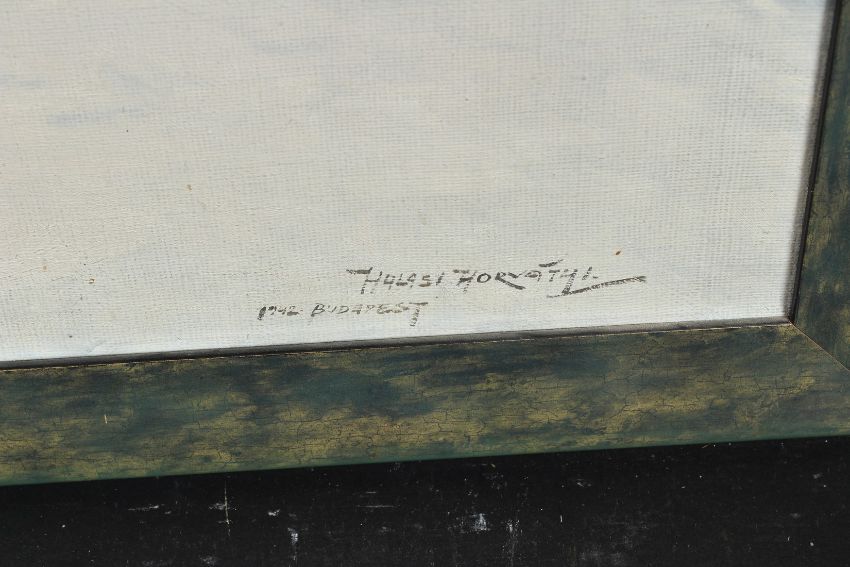 HALASI HORVÁTH I.
1942 BUDAPEST